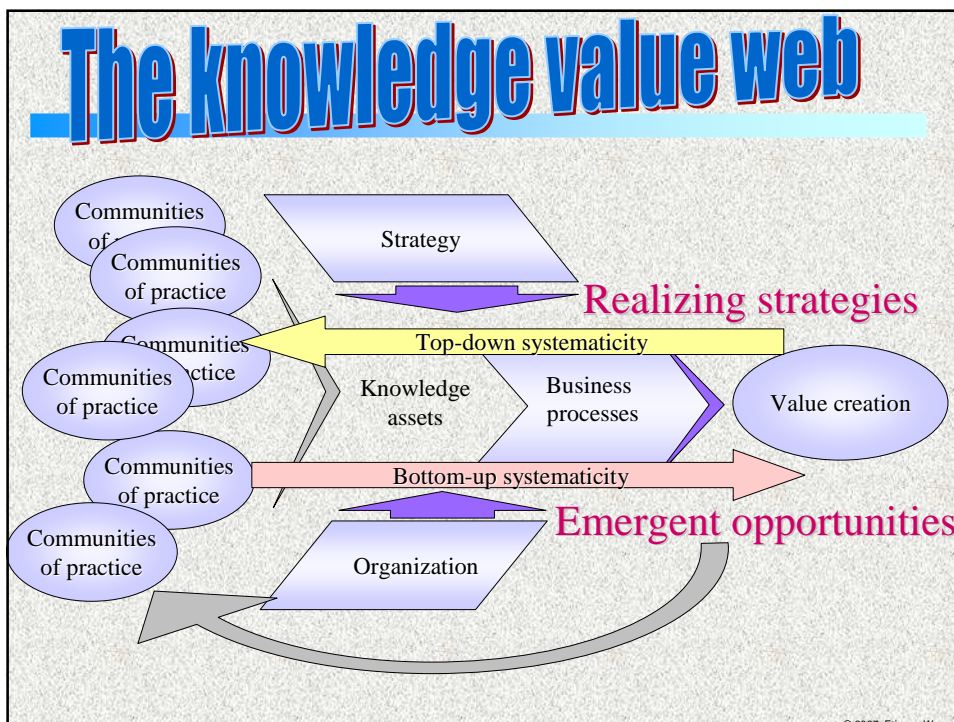 The knowledge value web
Communities
of
Communities
of practice
Communities
Communities
of practice
Communities
of practice
Communities
of practice
Strategy
Realizing strategies
Top-down systematicity
Knowledge
assets
Business
processes
Value creation
Bottom-up systematicity
Emergent opportunities
Organization